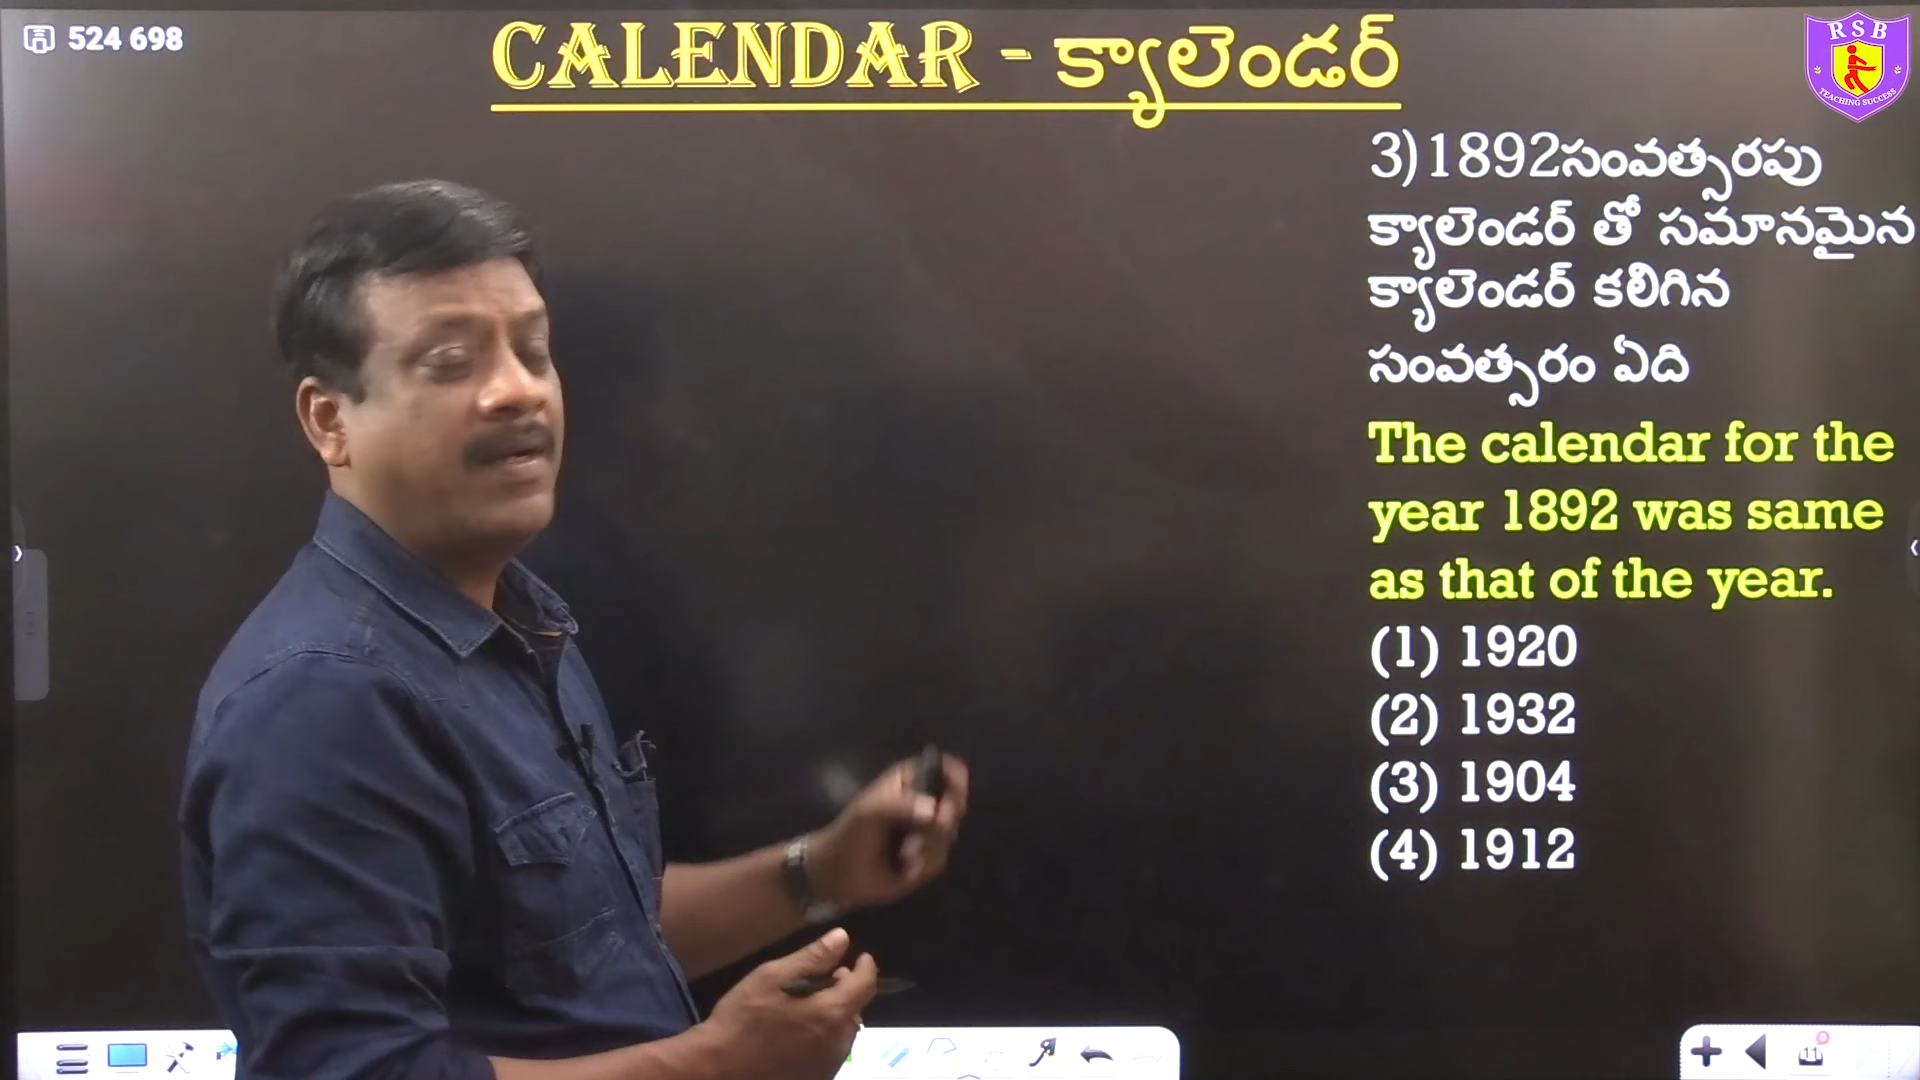 524 698
CALENDAR - క్యాలెండర్
RSB
TEACHING SUCCESS
3)1892సంవత్సరపు
క్యాలెండర్ తో సమానమైన
క్యాలెండర్ కలిగిన
సంవత్సరం ఏది
The calendar for the
year 1892 was same
as that of the year.
(1) 1920
(2) 1932
(3) 1904
(4) 1912